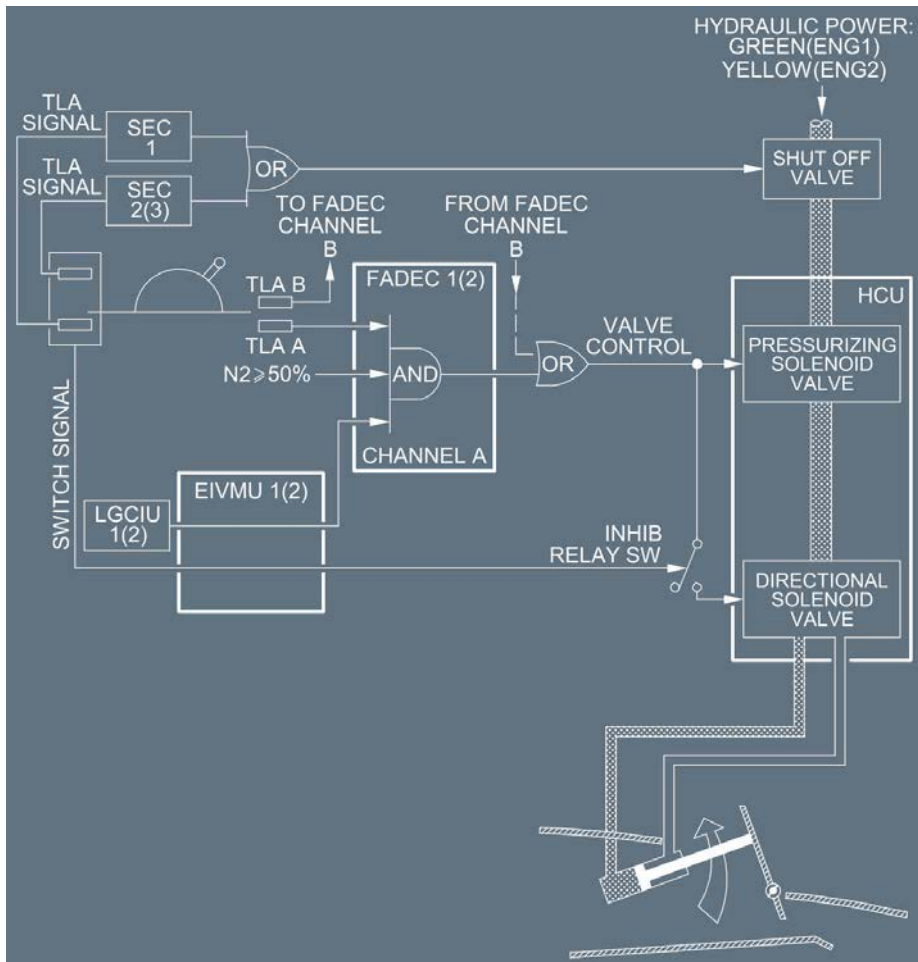 HYDRAULIC POWER:
GREEN(ENG1)
YELLOW(ENG2)
TLA
SIGNAL
SEC
1
OR
SHUT OFF
VALVE
TLA
SIGNAL
SEC
2(3)
TO FADEC
CHANNEL
B
FROM FADEC
CHANNEL
B
FADEC 1(2)
HCU
TLA B
TLA A
N2⩾50%
AND
OR
VALVE
CONTROL
PRESSURIZING
SOLENOID
VALVE
CHANNEL A
SWITCH SIGNAL
EIVMU 1(2)
LGCIU
1(2)
INHIB
RELAY SW
DIRECTIONAL
SOLENOID
VALVE